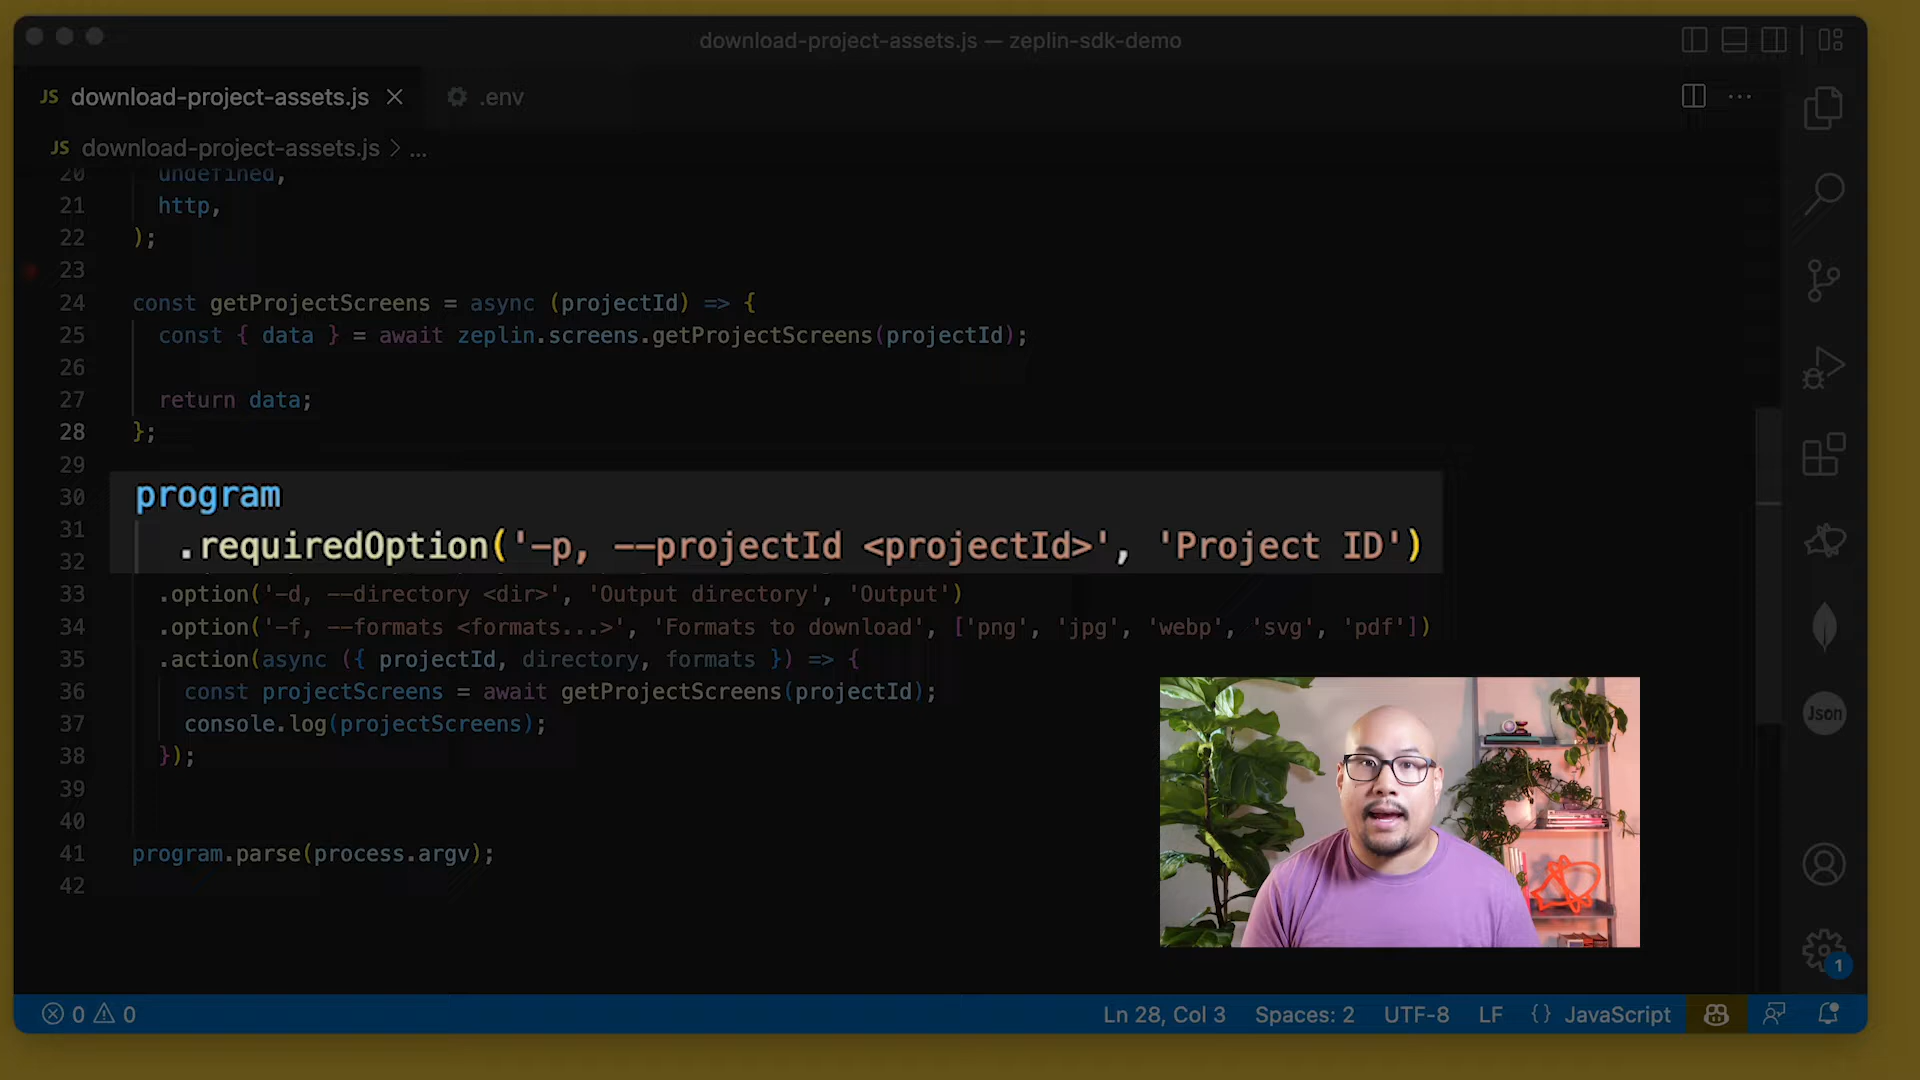 download-project-assets.js — zeplin-sdk-demo
JS download-project-assets.js .env
JS download-project-assets.js > ...
20 undefined,
21 http,
22 );
23
24 const getProjectScreens = async (projectId) => {
25 const { data } = await zeplin.screens.getProjectScreens(projectId);
26
27 return data;
28 };
29
30 program
31 .requiredOption('-p, --projectId <projectId>', 'Project ID')
32
33 .option('-d, --directory <dir>', 'Output directory', 'Output')
34 .option('-f, --formats <formats...>', 'Formats to download', ['png', 'jpg', 'webp', 'svg', 'pdf'])
35 .action(async ({ projectId, directory, formats }) => {
36 const projectScreens = await getProjectScreens(projectId);
37 console.log(projectScreens);
38 });
39
40
41 program.parse(process.argv);
42
Json
1
0 0 Ln 28, Col 3 Spaces: 2 UTF-8 LF {} JavaScript